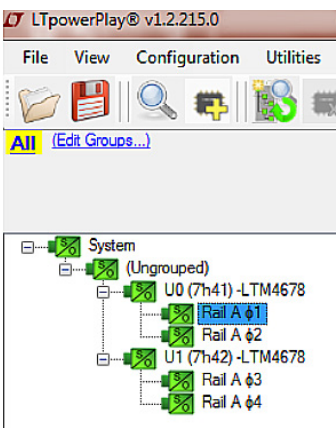 LTpowerPlay® v1.2.215.0
File View Configuration Utilities
All (Edit Groups...)
System
(Ungrouped)
U0 (7h41) -LTM4678
Rail A ϕ1
Rail A ϕ2
U1 (7h42) -LTM4678
Rail A ϕ3
Rail A ϕ4